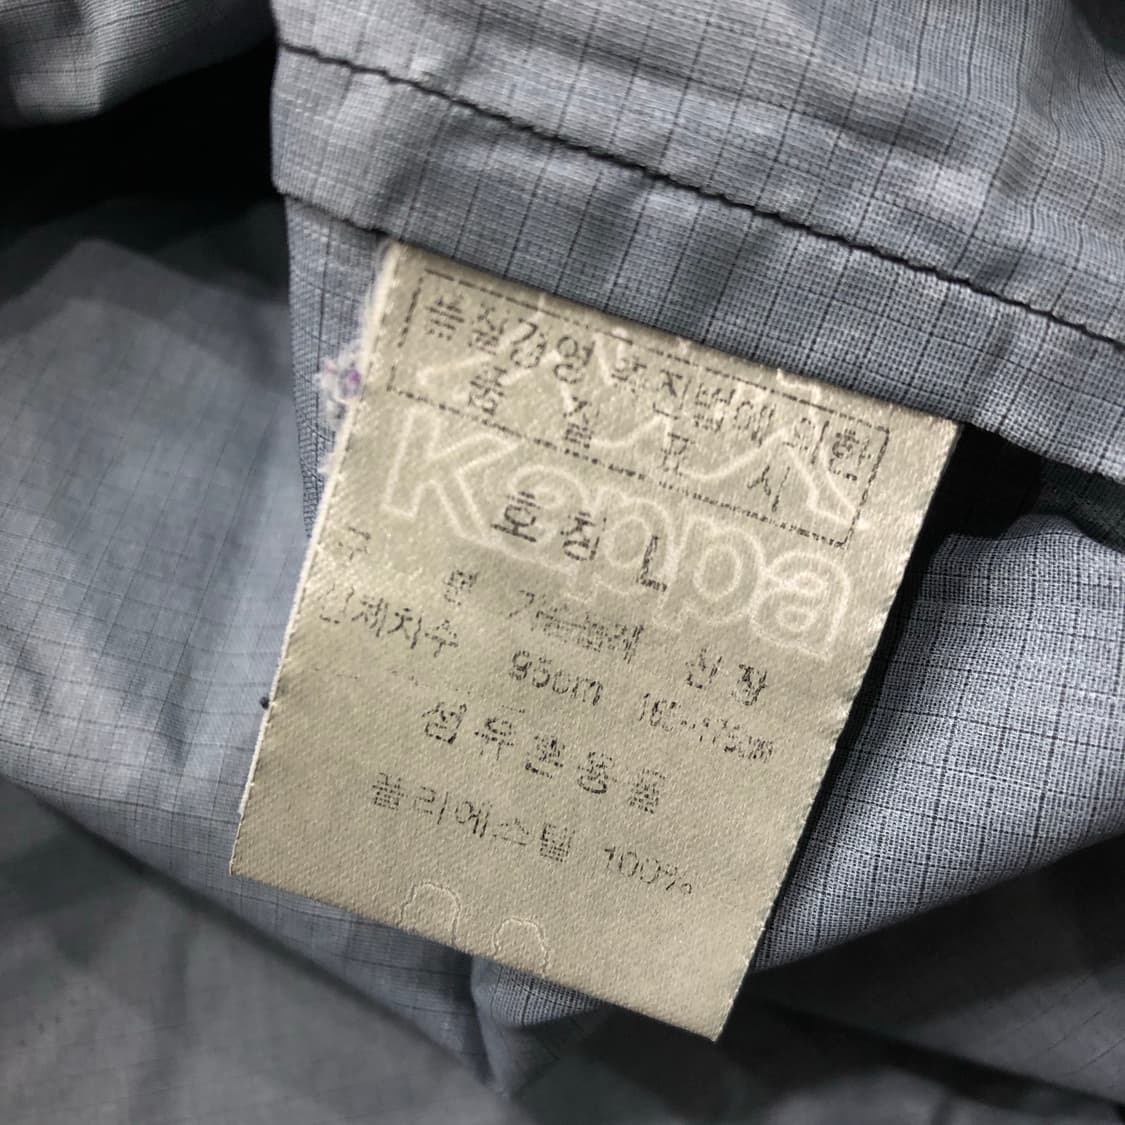 품질경영촉진법에 의한
품질표시
Kappa
호칭 L
구 분 가슴둘레 신장
신체치수 95cm 165-175cm
섬유혼용율
폴리에스텔 100%